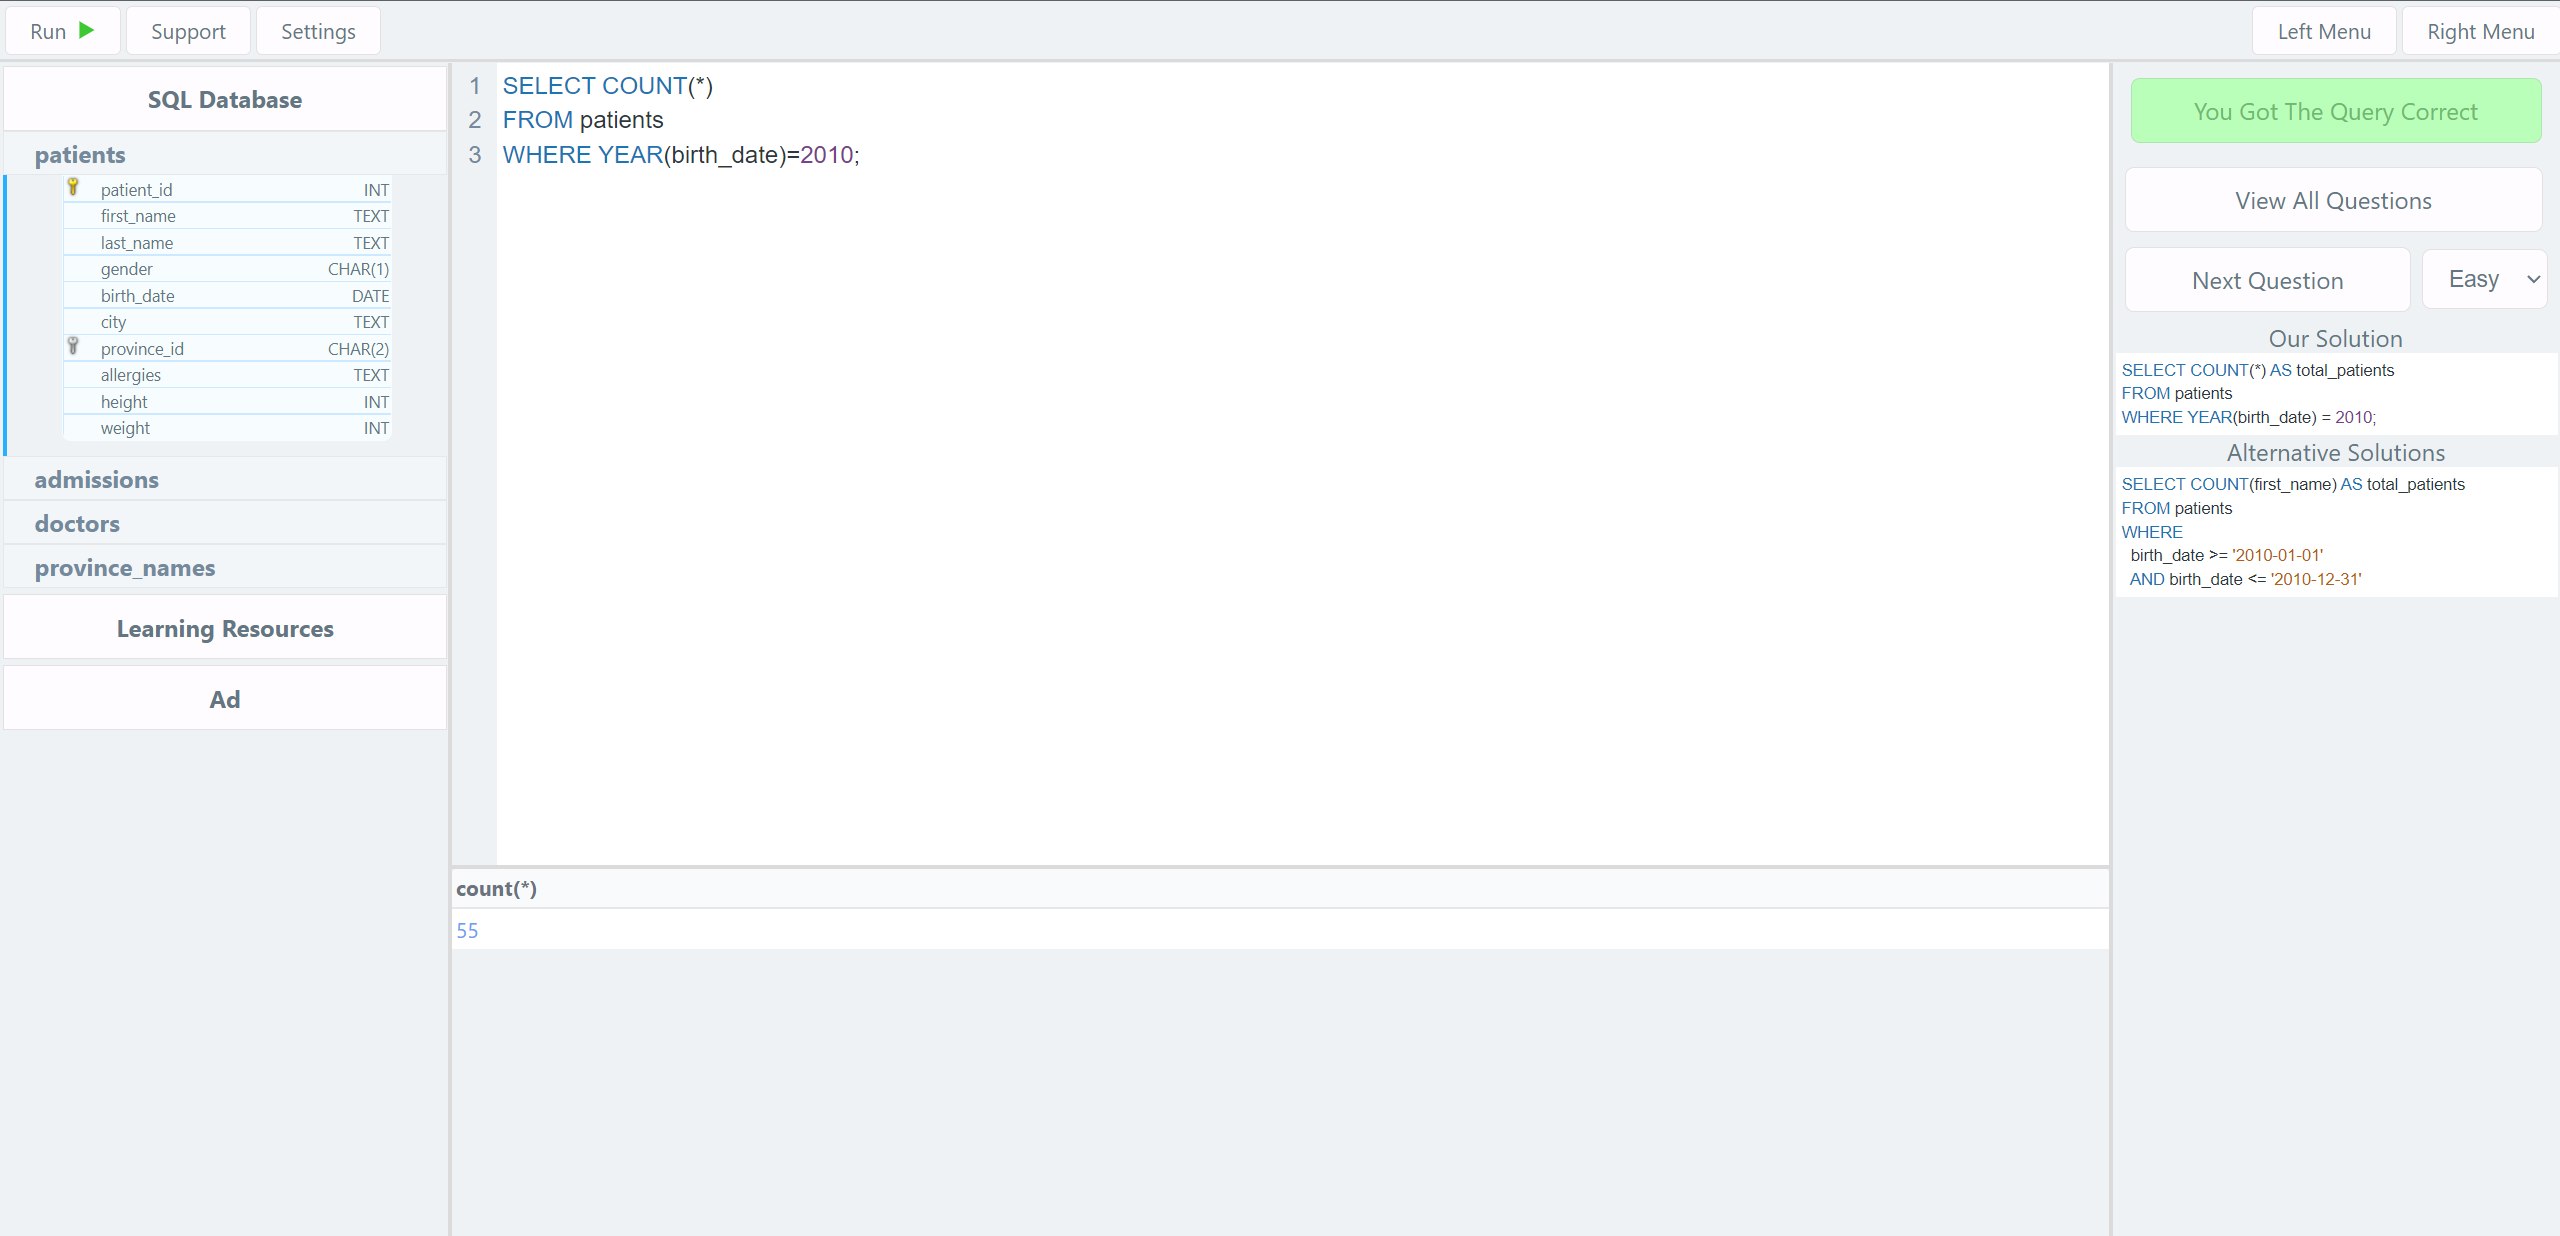 Run
Support
Settings
Left Menu
Right Menu
SQL Database
patients
patient_id INT
first_name TEXT
last_name TEXT
gender CHAR(1)
birth_date DATE
city TEXT
province_id CHAR(2)
allergies TEXT
height INT
weight INT
admissions
doctors
province_names
Learning Resources
Ad
1 SELECT COUNT(*)
2 FROM patients
3 WHERE YEAR(birth_date)=2010;
count(*)
55
You Got The Query Correct
View All Questions
Next Question
Easy
Our Solution
SELECT COUNT(*) AS total_patients
FROM patients
WHERE YEAR(birth_date) = 2010;
Alternative Solutions
SELECT COUNT(first_name) AS total_patients
FROM patients
WHERE
birth_date >= '2010-01-01'
AND birth_date <= '2010-12-31'